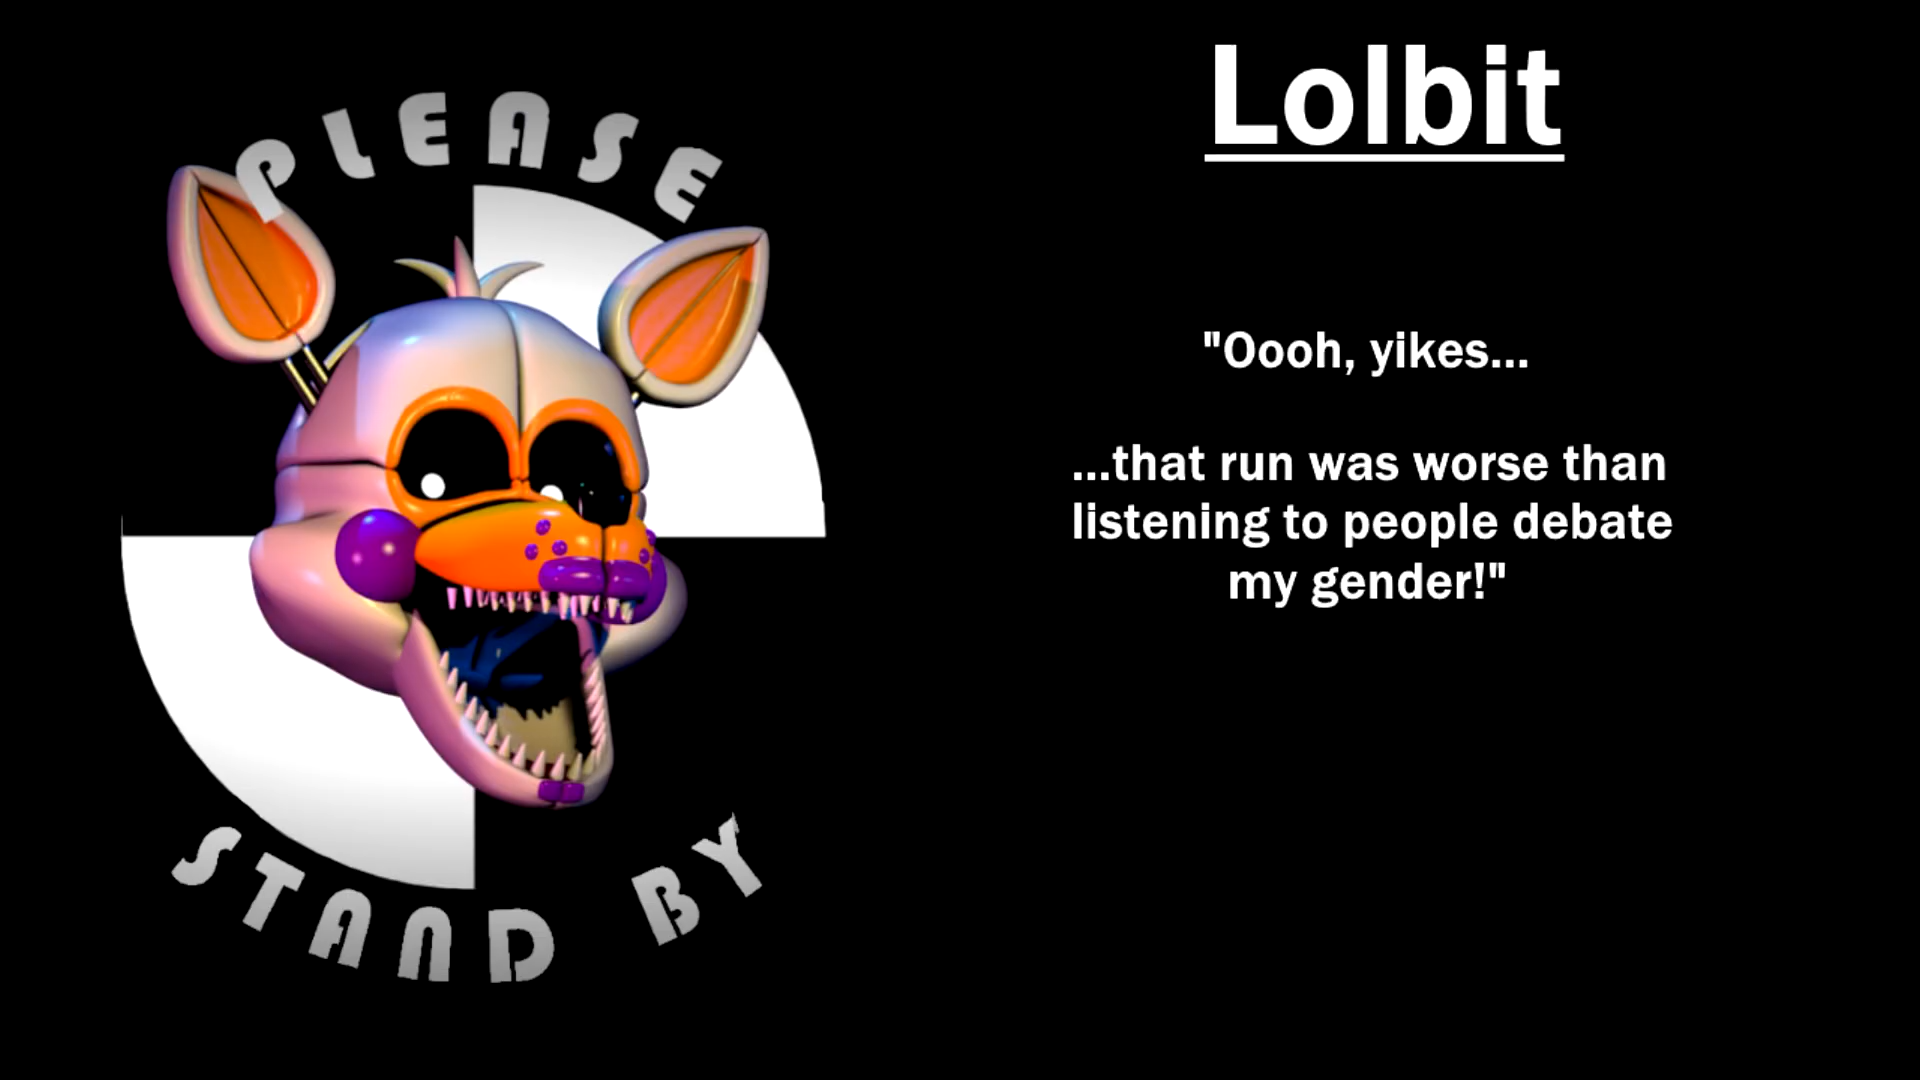 PLEASE
STAND BY
Lolbit
"Oooh, yikes...
...that run was worse than
listening to people debate
my gender!"